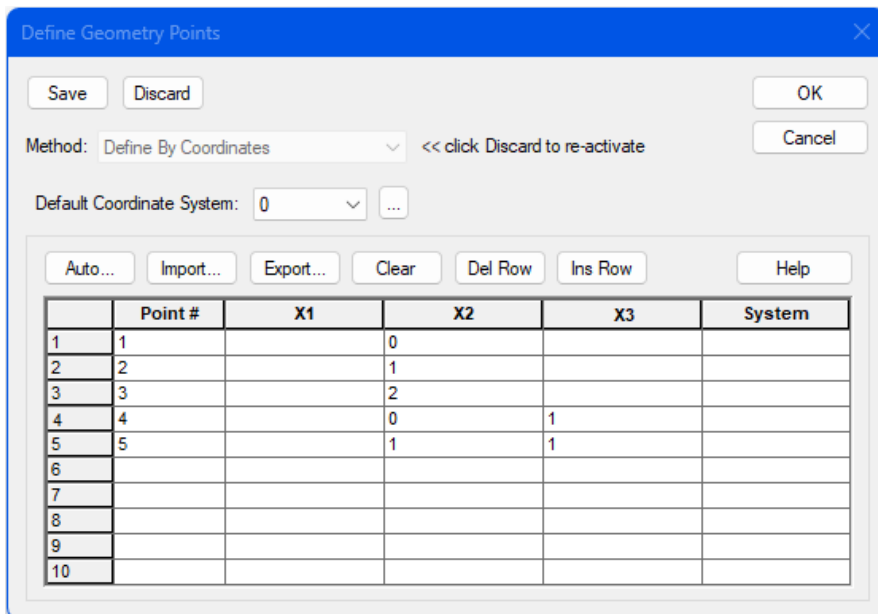 Define Geometry Points
Save Discard OK
Method: Define By Coordinates << click Discard to re-activate Cancel
Default Coordinate System: 0 ...
Auto... Import... Export... Clear Del Row Ins Row Help
Point # X1 X2 X3 System
1 1 0
2 2 1
3 3 2
4 4 0 1
5 5 1 1
6
7
8
9
10